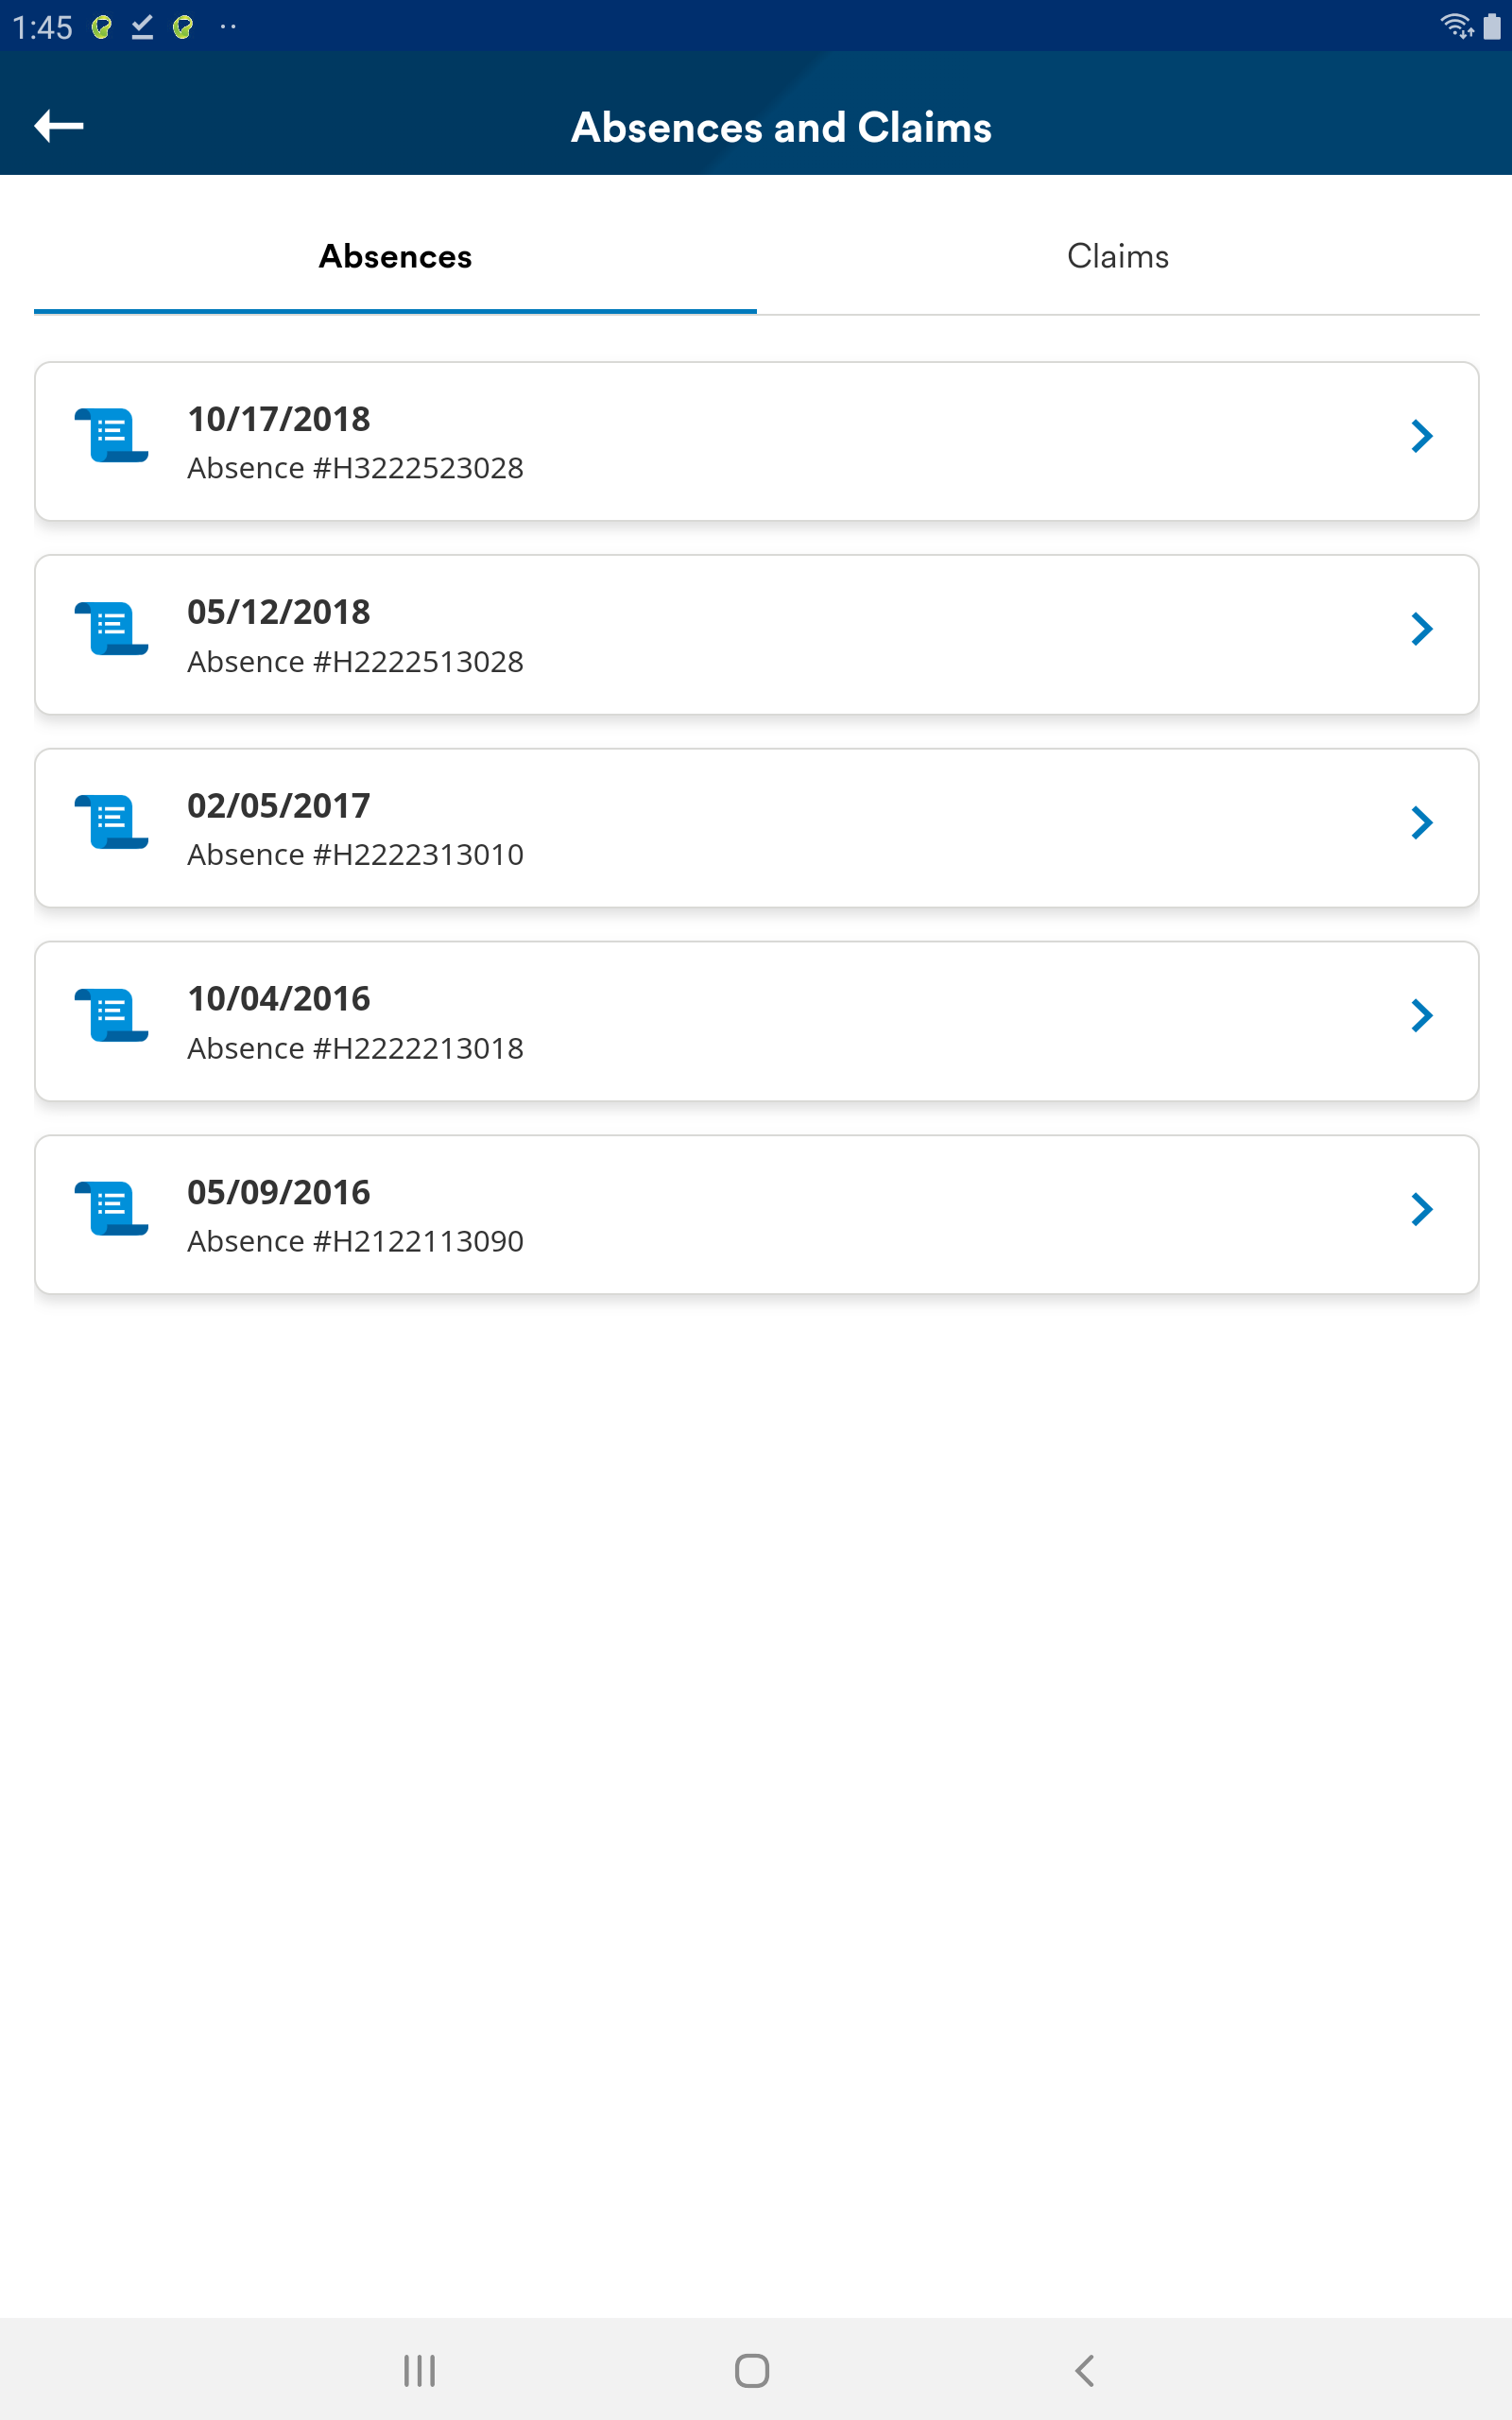 1:45
Absences and Claims
Absences
Claims
10/17/2018
Absence #H3222523028
05/12/2018
Absence #H2222513028
02/05/2017
Absence #H2222313010
10/04/2016
Absence #H2222213018
05/09/2016
Absence #H2122113090